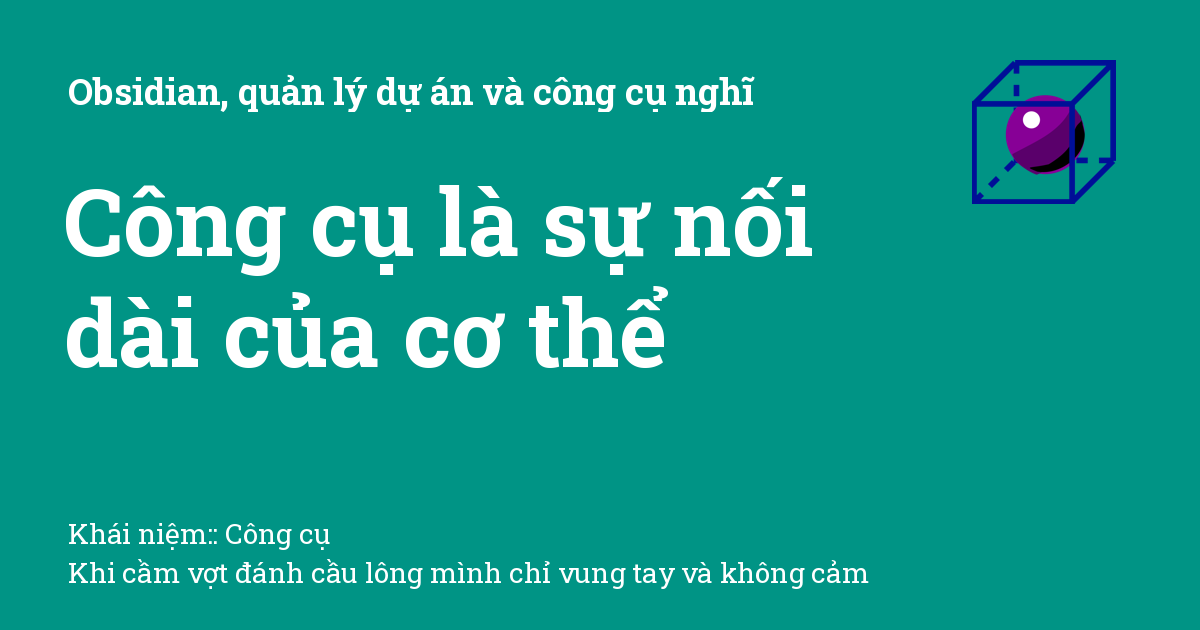 Obsidian, quản lý dự án và công cụ nghĩ
Công cụ là sự nối
dài của cơ thể
Khái niệm:: Công cụ
Khi cầm vợt đánh cầu lông mình chỉ vung tay và không cảm